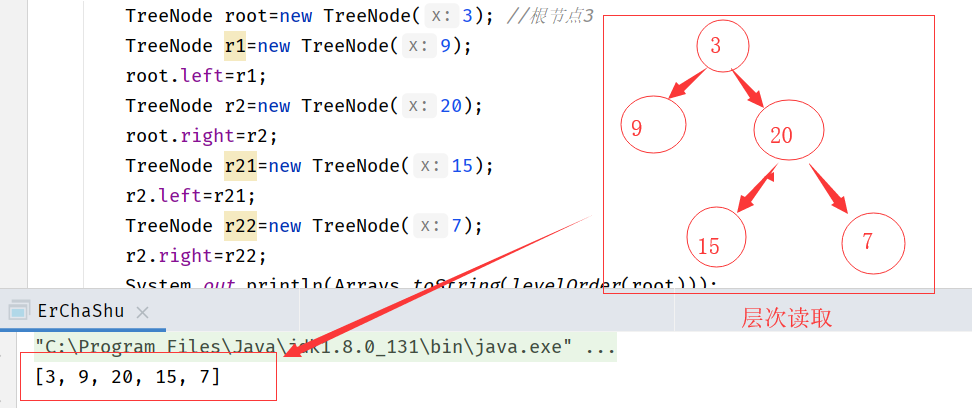 TreeNode root=new TreeNode( x: 3); //根节点3
TreeNode r1=new TreeNode( x: 9);
root.left=r1;
TreeNode r2=new TreeNode( x: 20);
root.right=r2;
TreeNode r21=new TreeNode( x: 15);
r2.left=r21;
TreeNode r22=new TreeNode( x: 7);
r2.right=r22;
System.out.println(Arrays.toString(levelOrder(root)));
3
9
20
15
7
层次读取
ErChaShu
"C:\Program Files\Java\jdk1.8.0_131\bin\java.exe" ...
[3, 9, 20, 15, 7]